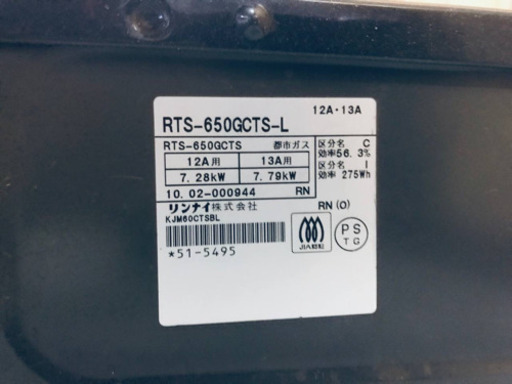 12A・13A
RTS-650GCTS-L
RTS-650GCTS 都市ガス
区分名 C
効率56.3%
12A用 13A用
7.28kW 7.79kW
区分名 I
効率 275Wh
10.02-000944 RN
リンナイ株式会社 RN(O)
KJM60CTSBL
*51-5495
JIA認証
PS
TG